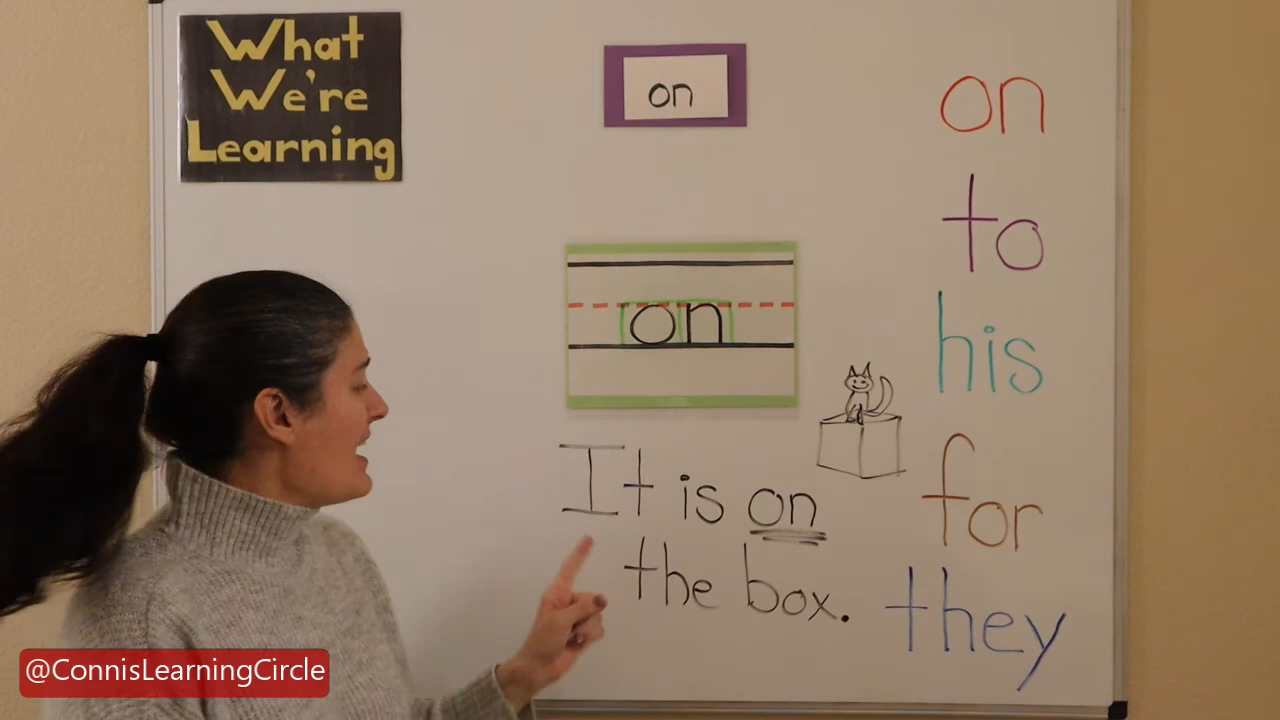 What
We're
Learning
on
on
It is on
the box.
on
to
his
for
they
@ConnisLearningCircle